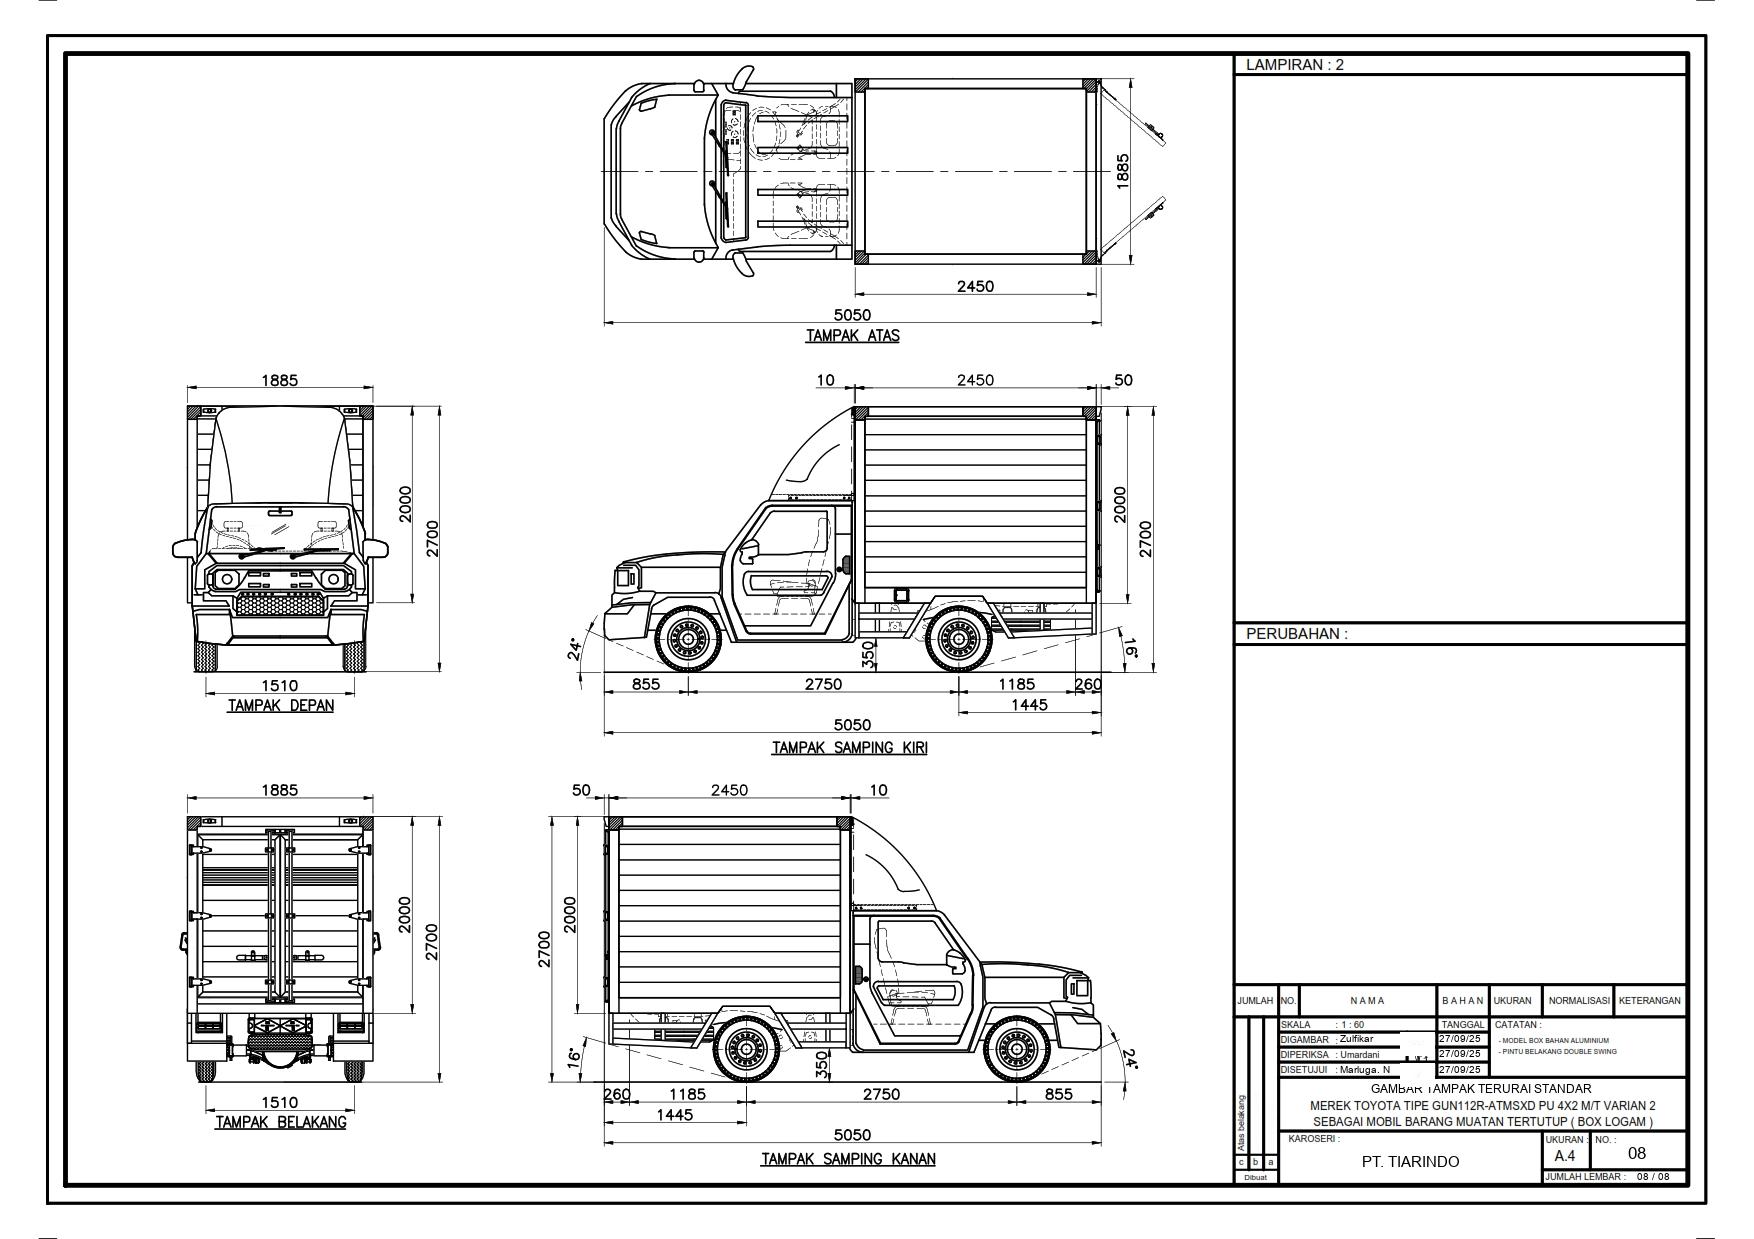 LAMPIRAN : 2
1885
2450
5050
TAMPAK ATAS
1885
2000
2700
1510
TAMPAK DEPAN
10
2450
50
2000
2700
24°
350
16°
855
2750
1185
260
1445
5050
TAMPAK SAMPING KIRI
PERUBAHAN :
1885
2000
2700
1510
TAMPAK BELAKANG
50
2450
10
2700
2000
16°
350
24°
260
1185
2750
855
1445
5050
TAMPAK SAMPING KANAN
JUMLAH NO. N A M A B A H A N UKURAN NORMALISASI KETERANGAN
SKALA : 1 : 60 TANGGAL CATATAN :
DIGAMBAR : Zulfikar 27/09/25 - MODEL BOX BAHAN ALUMINIUM
DIPERIKSA : Umardani 27/09/25 - PINTU BELAKANG DOUBLE SWING
DISETUJUI : Marluga. N 27/09/25
GAMBAR TAMPAK TERURAI STANDAR
MEREK TOYOTA TIPE GUN112R-ATMSXD PU 4X2 M/T VARIAN 2
SEBAGAI MOBIL BARANG MUATAN TERTUTUP ( BOX LOGAM )
Atas belakang
c b a
Dibuat
KAROSERI :
PT. TIARINDO
UKURAN : NO. :
A.4 08
JUMLAH LEMBAR : 08 / 08